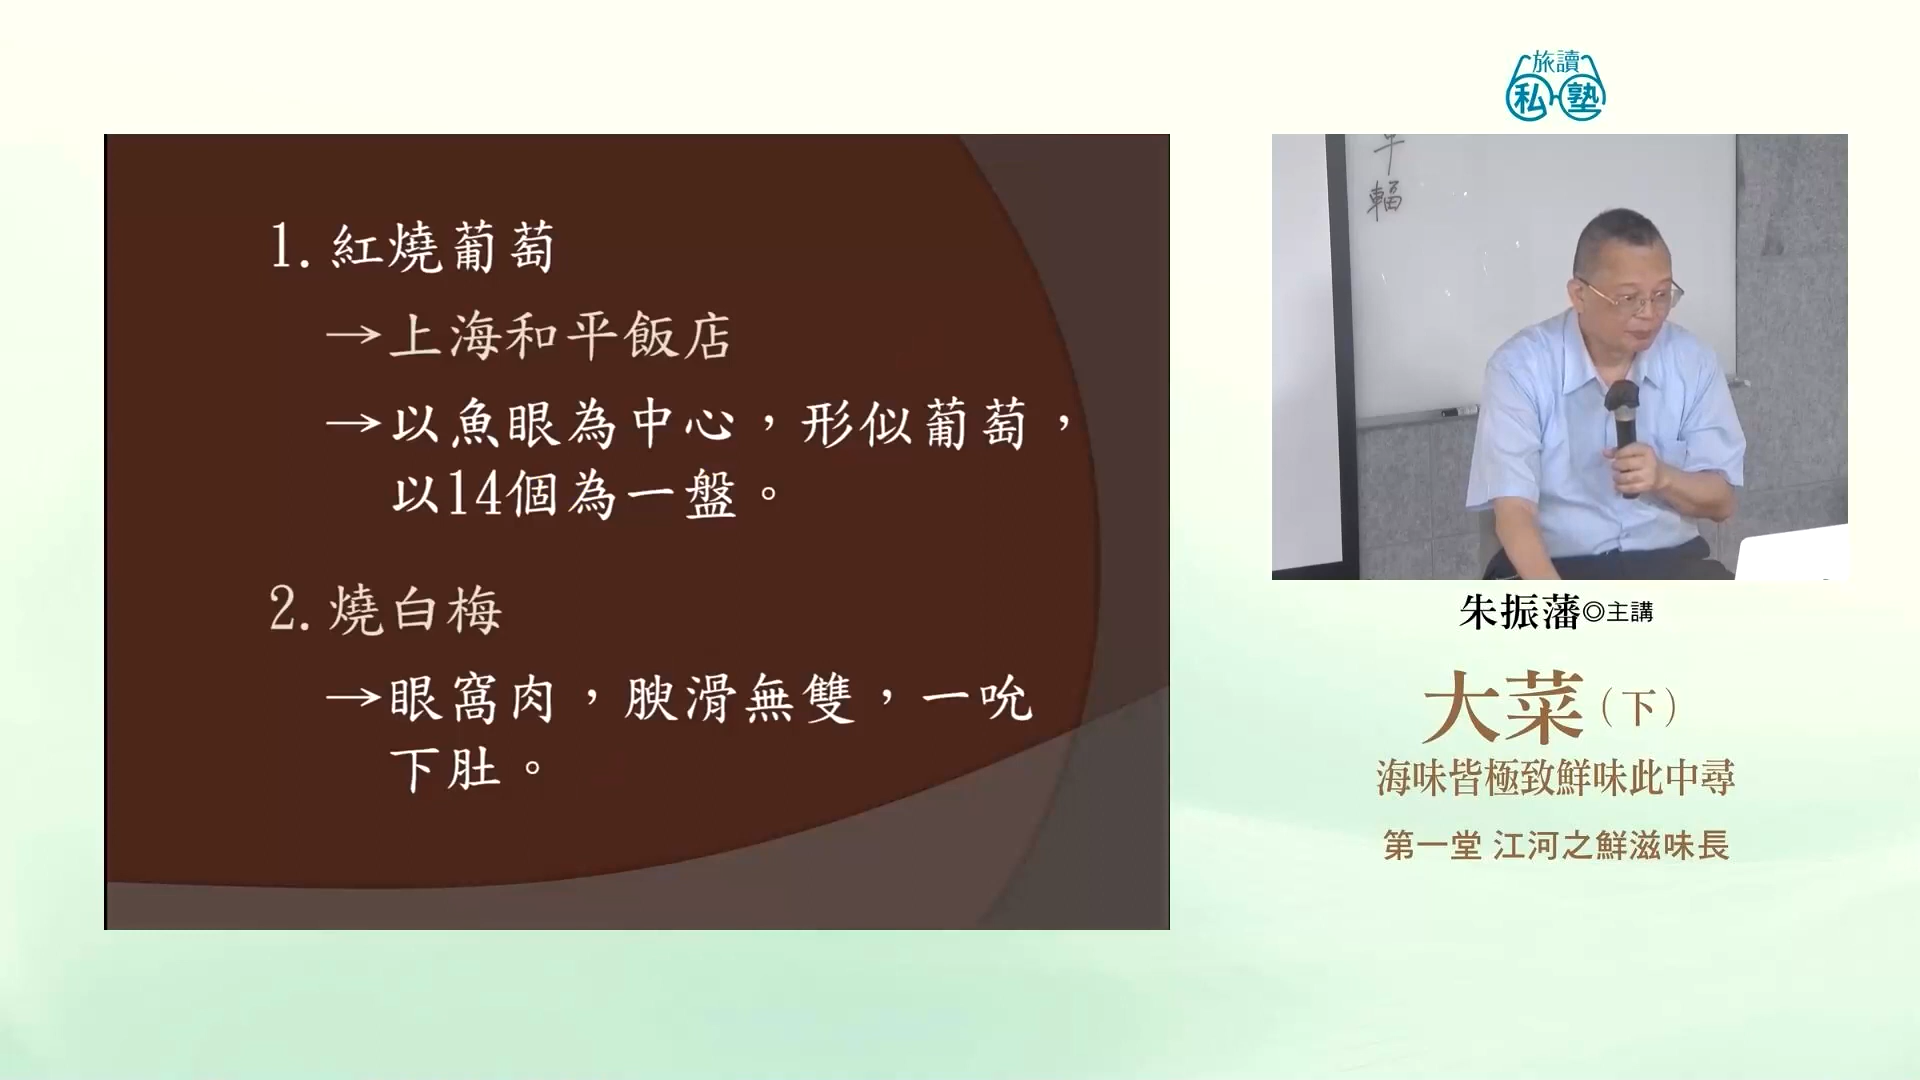 1. 紅燒葡萄
→上海和平飯店
→以魚眼為中心，形似葡萄，
以14個為一盤。
2. 燒白梅
→眼窩肉，腴滑無雙，一吮
下肚。
旅讀
私塾
輻
朱振藩◎主講
大菜（下）
海味皆極致鮮味此中尋
第一堂 江河之鮮滋味長